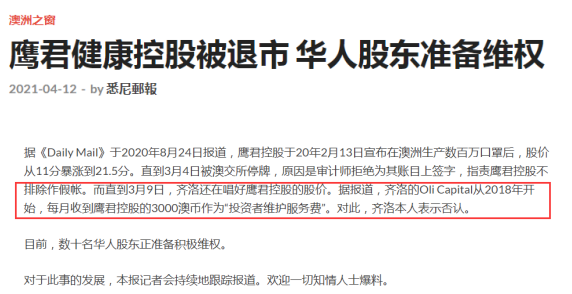 澳洲之窗
鹰君健康控股被退市 华人股东准备维权
2021-04-12 - by 悉尼郵報
据《Daily Mail》于2020年8月24日报道，鹰君控股于20年2月13日宣布在澳洲生产数百万口罩后，股价
从11分暴涨到21.5分。直到3月4日被澳交所停牌，原因是审计师拒绝为其账目上签字，指责鹰君控股不
排除作假帐。而直到3月9日，齐洛还在唱好鹰君控股的股价。据报道，齐洛的Oli Capital从2018年开
始，每月收到鹰君控股的3000澳币作为“投资者维护服务费”。对此，齐洛本人表示否认。
目前，数十名华人股东正准备积极维权。
对于此事的发展，本报记者会持续地跟踪报道。欢迎一切知情人士爆料。